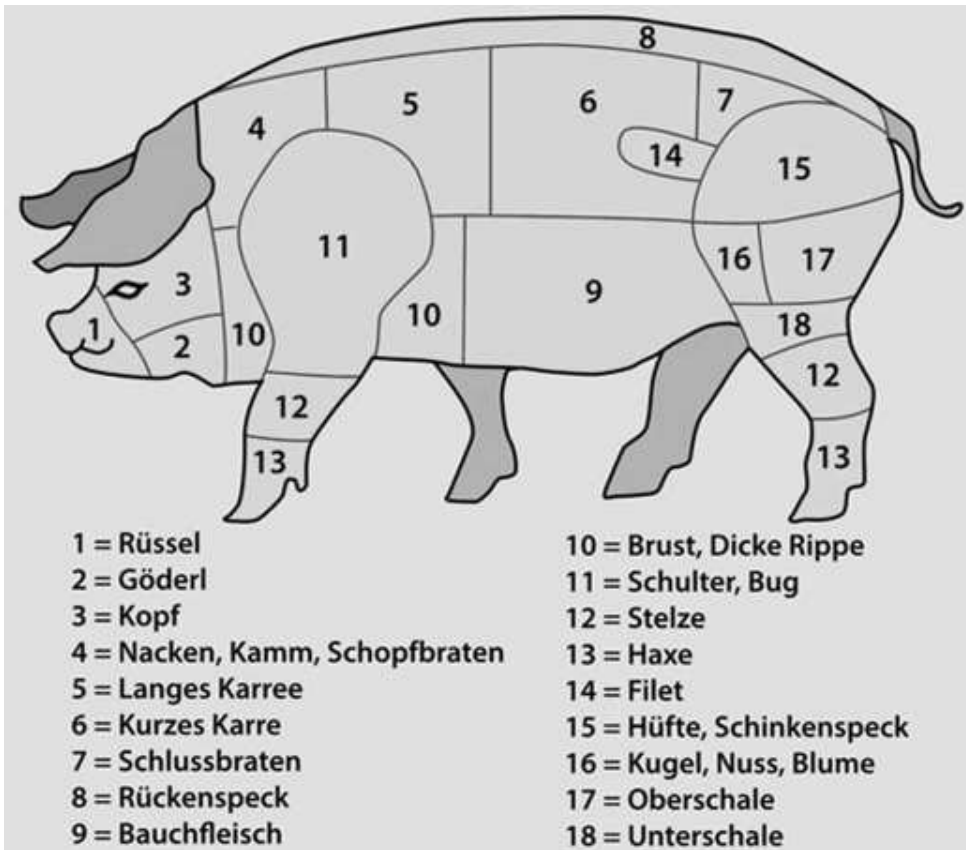 8
4
5
6
7
14
15
11
3
16
17
9
10
10
1
2
18
12
12
13
13
1 = Rüssel
2 = Göderl
3 = Kopf
4 = Nacken, Kamm, Schopfbraten
5 = Langes Karree
6 = Kurzes Karre
7 = Schlussbraten
8 = Rückenspeck
9 = Bauchfleisch
10 = Brust, Dicke Rippe
11 = Schulter, Bug
12 = Stelze
13 = Haxe
14 = Filet
15 = Hüfte, Schinkenspeck
16 = Kugel, Nuss, Blume
17 = Oberschale
18 = Unterschale